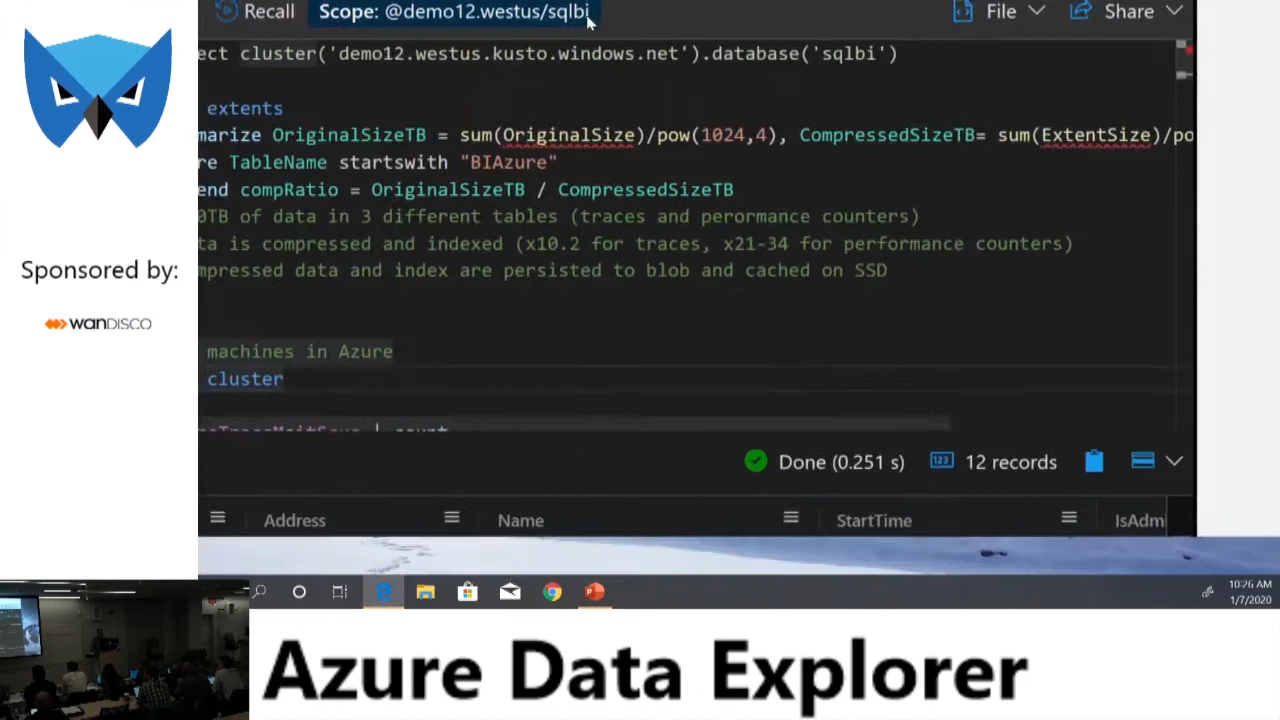 Recall Scope: @demo12.westus/sqlbi File Share
ect cluster('demo12.westus.kusto.windows.net').database('sqlbi')
extents
marize OriginalSizeTB = sum(OriginalSize)/pow(1024,4), CompressedSizeTB= sum(ExtentSize)/po
re TableName startswith "BIAzure"
end compRatio = OriginalSizeTB / CompressedSizeTB
0TB of data in 3 different tables (traces and perormance counters)
ta is compressed and indexed (x10.2 for traces, x21-34 for performance counters)
mpressed data and index are persisted to blob and cached on SSD
machines in Azure
cluster
| count
Done (0.251 s) 123 12 records
Address Name StartTime IsAdm
Sponsored by:
WANDISCO
10:26 AM
1/7/2020
Azure Data Explorer